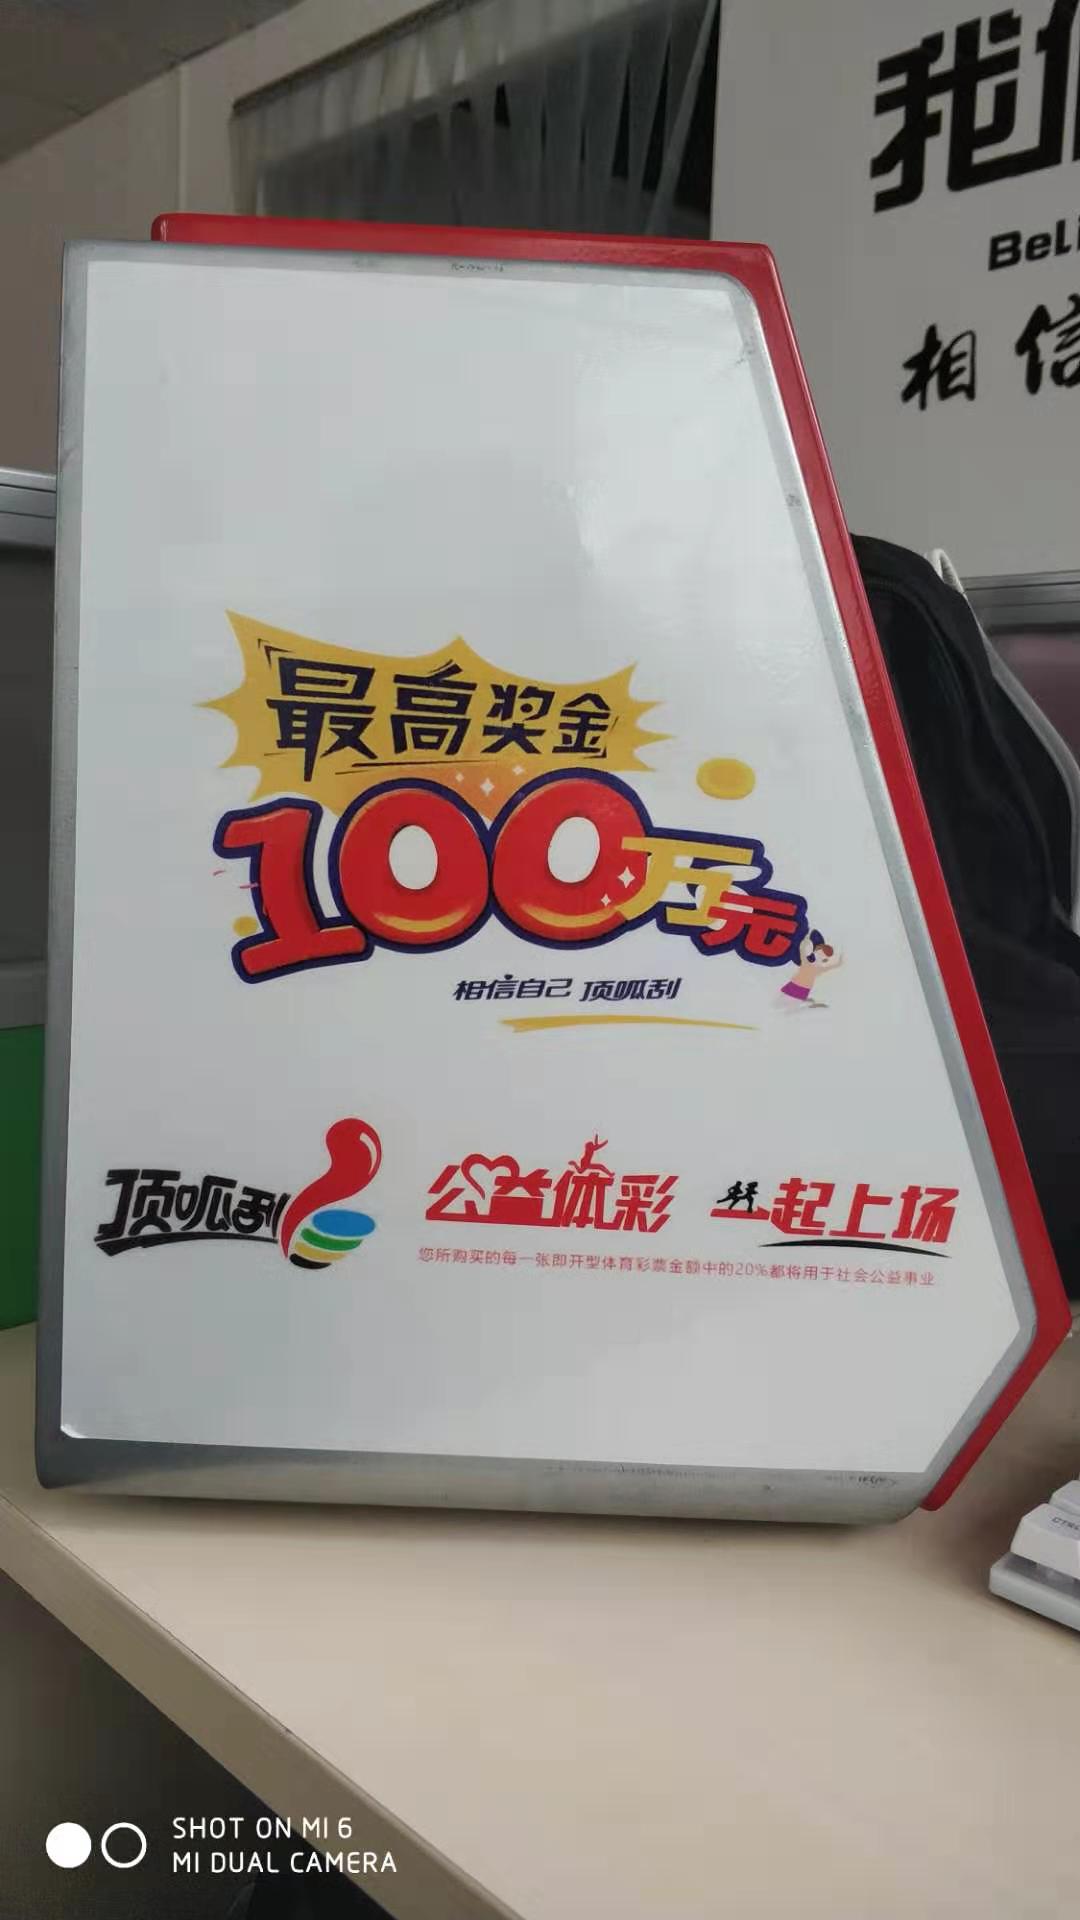 我们
Beli
相信
最高奖金
100万元
相信自己 顶呱刮
顶呱刮
公益体彩 一起上场
您所购买的每一张即开型体育彩票金额中的20%都将用于社会公益事业
CTRL
SHOT ON MI 6
MI DUAL CAMERA